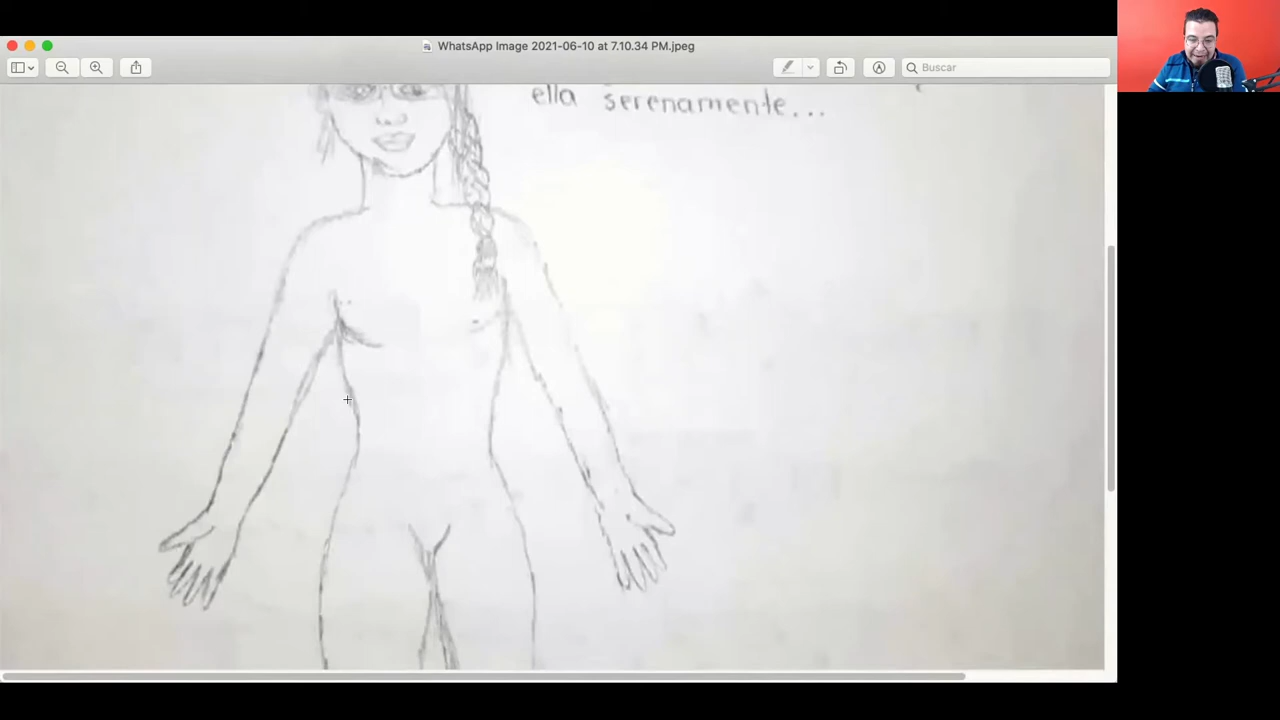 WhatsApp Image 2021-06-10 at 7.10.34 PM.jpeg
Buscar
ella serenamente...